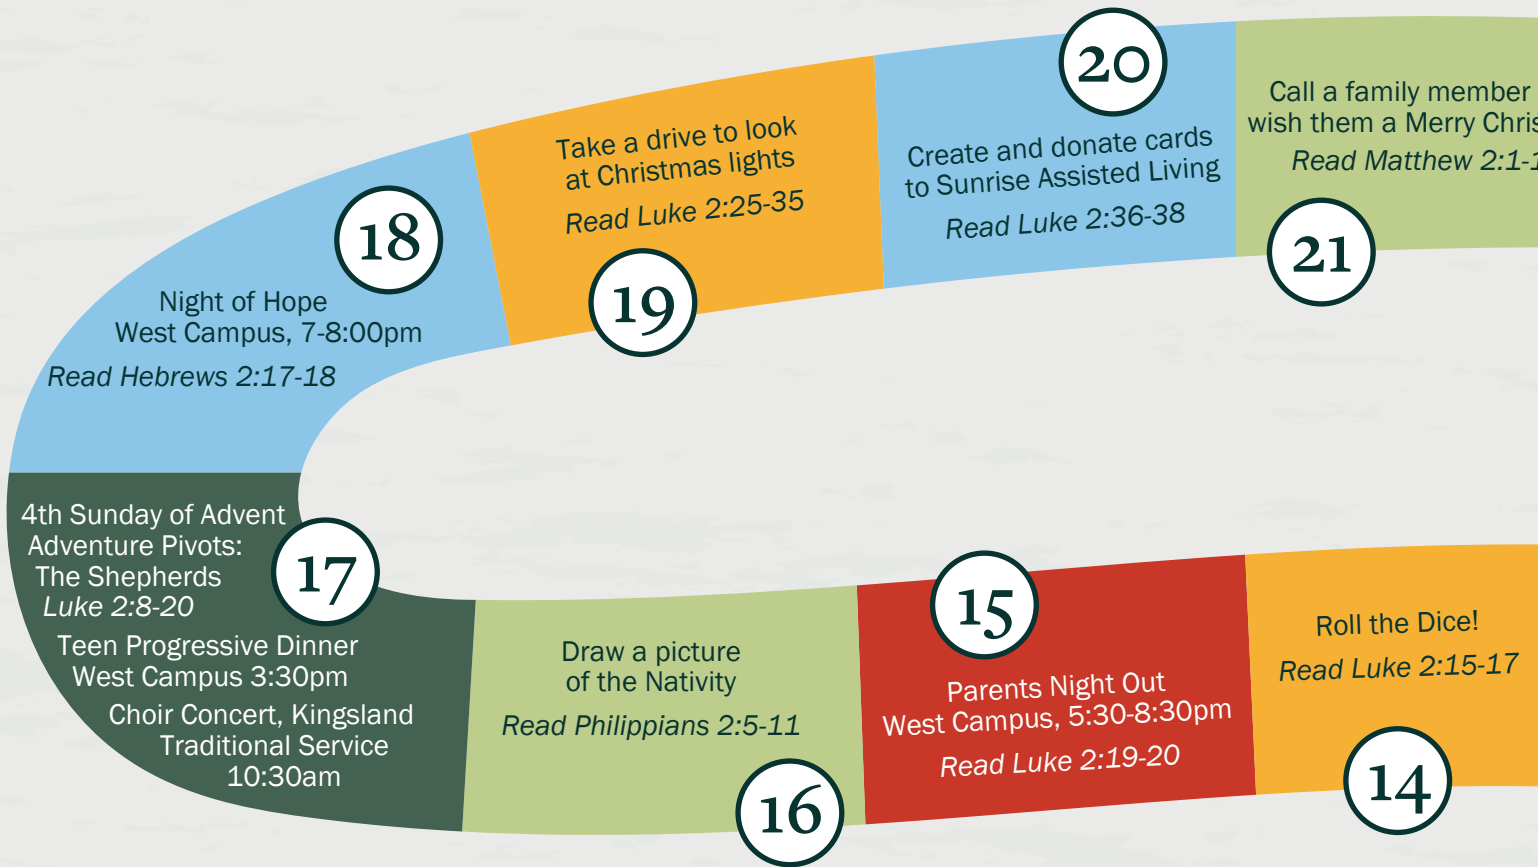 14
Roll the Dice!
Read Luke 2:15-17
15
Parents Night Out
West Campus, 5:30-8:30pm
Read Luke 2:19-20
16
Draw a picture
of the Nativity
Read Philippians 2:5-11
17
4th Sunday of Advent
Adventure Pivots:
The Shepherds
Luke 2:8-20
Teen Progressive Dinner
West Campus 3:30pm
Choir Concert, Kingsland
Traditional Service
10:30am
18
Night of Hope
West Campus, 7-8:00pm
Read Hebrews 2:17-18
19
Take a drive to look
at Christmas lights
Read Luke 2:25-35
20
Create and donate cards
to Sunrise Assisted Living
Read Luke 2:36-38
21
Call a family member
wish them a Merry
Read Matthew